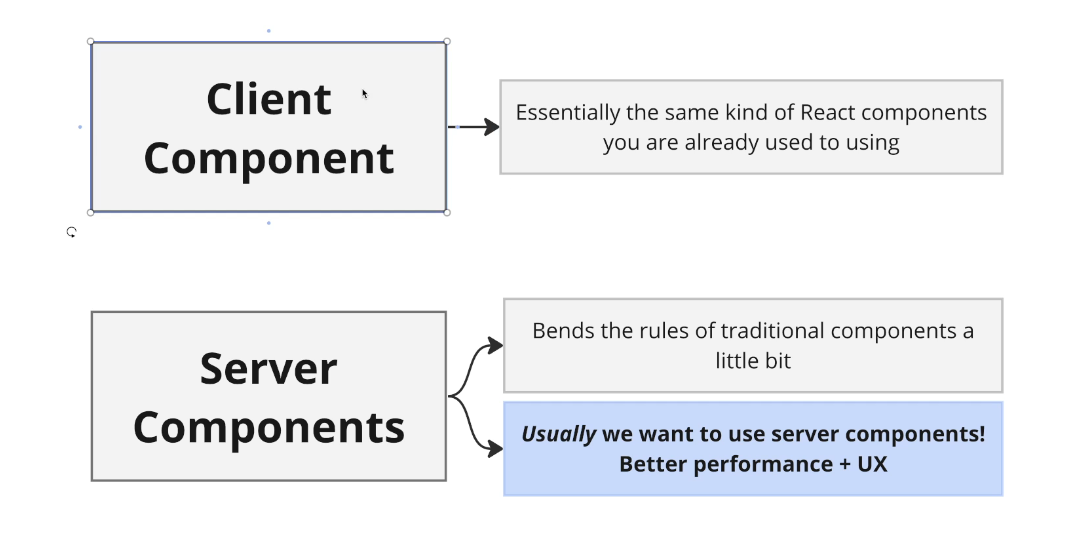 Client
Component
Essentially the same kind of React components
you are already used to using
Server
Components
Bends the rules of traditional components a
little bit
Usually we want to use server components!
Better performance + UX